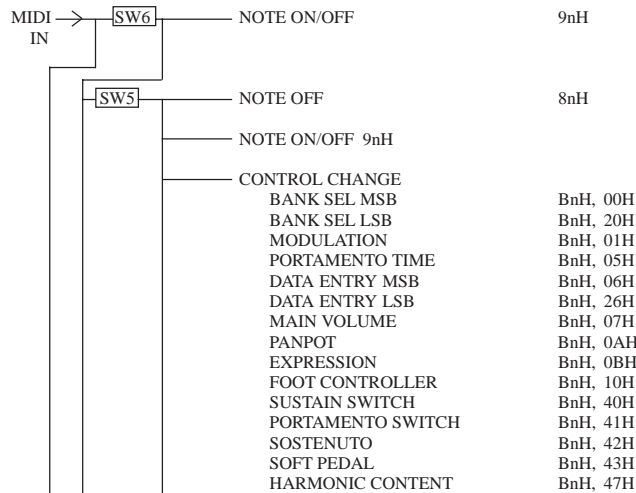 MIDI SW6 NOTE ON/OFF 9nH
IN
SW5 NOTE OFF 8nH
NOTE ON/OFF 9nH
CONTROL CHANGE
BANK SEL MSB BnH, 00H
BANK SEL LSB BnH, 20H
MODULATION BnH, 01H
PORTAMENTO TIME BnH, 05H
DATA ENTRY MSB BnH, 06H
DATA ENTRY LSB BnH, 26H
MAIN VOLUME BnH, 07H
PANPOT BnH, 0AH
EXPRESSION BnH, 0BH
FOOT CONTROLLER BnH, 10H
SUSTAIN SWITCH BnH, 40H
PORTAMENTO SWITCH BnH, 41H
SOSTENUTO BnH, 42H
SOFT PEDAL BnH, 43H
HARMONIC CONTENT BnH, 47H